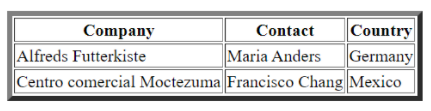 Company Contact Country
Alfreds Futterkiste Maria Anders Germany
Centro comercial Moctezuma Francisco Chang Mexico